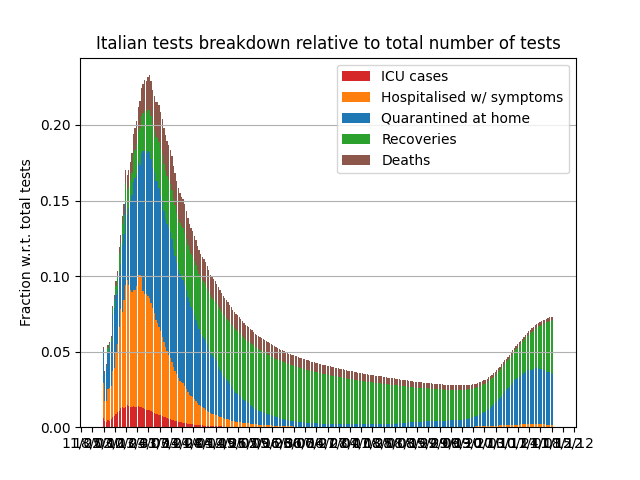 Italian tests breakdown relative to total number of tests
ICU cases
Hospitalised w/ symptoms
Quarantined at home
Recoveries
Deaths
Fraction w.r.t. total tests
0.20
0.15
0.10
0.05
0.00